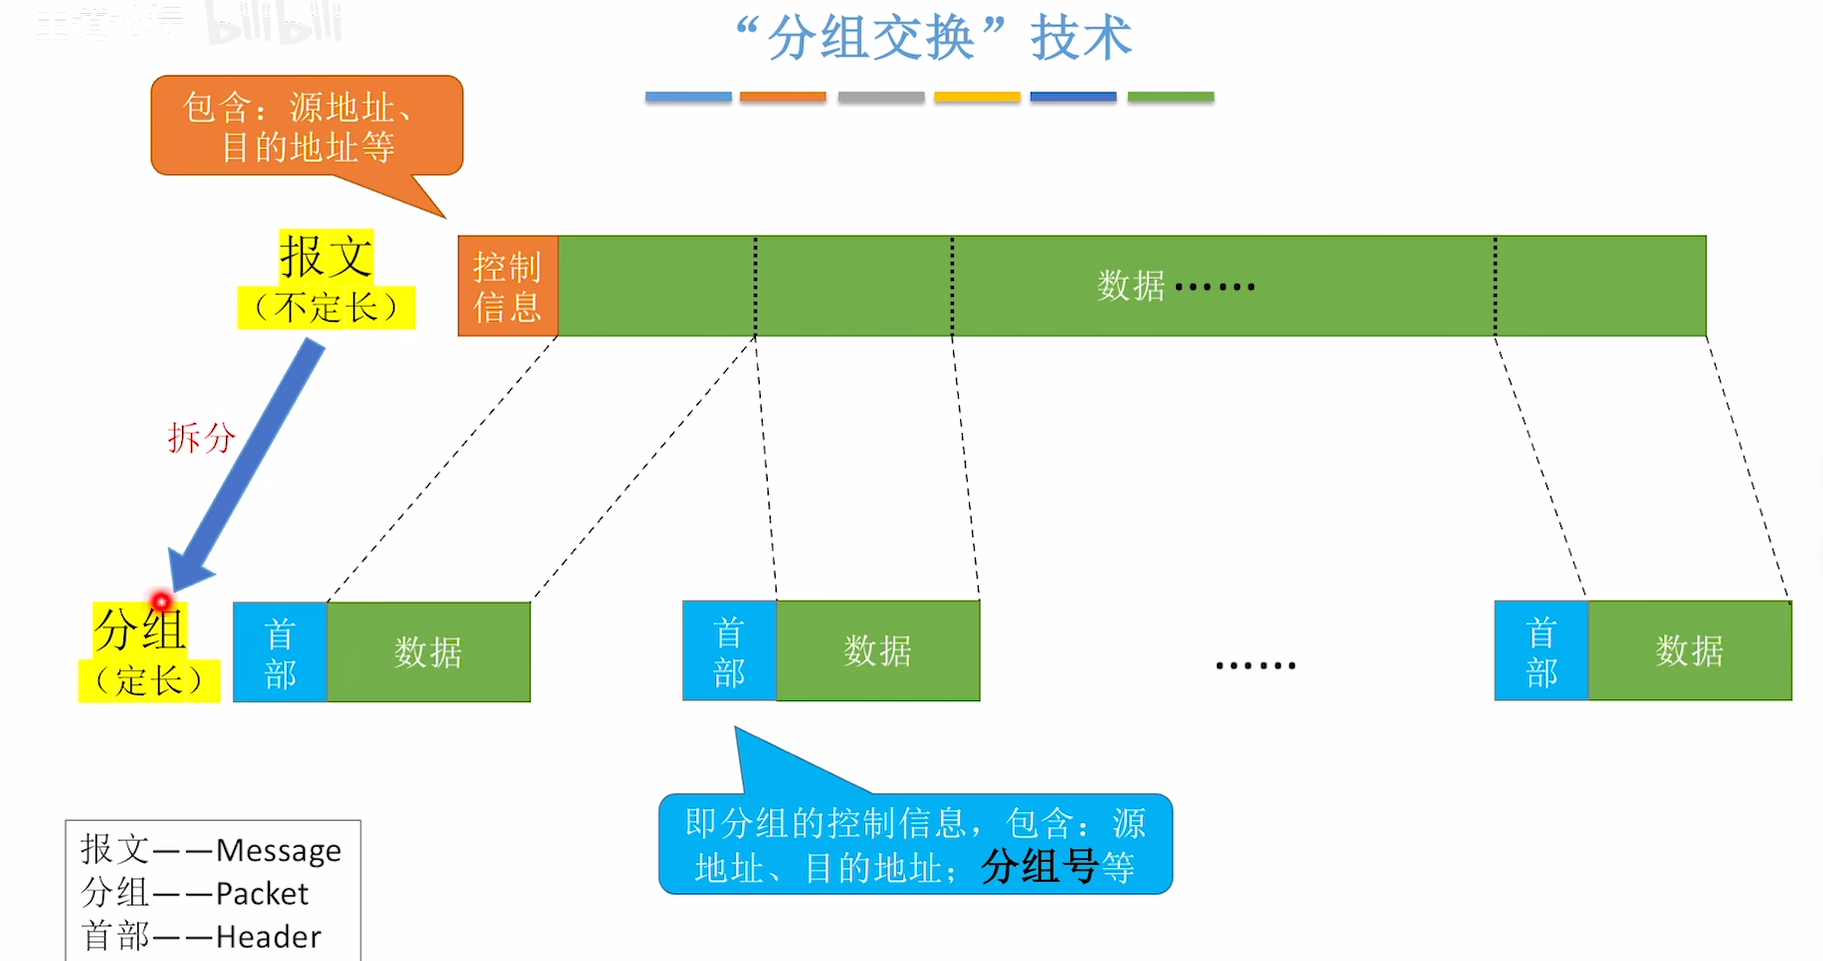 bilibili
“分组交换”技术
包含：源地址、
目的地址等
报文
（不定长）
控制
信息
数据……
拆分
分组
（定长）
首
部
数据
首
部
数据
……
首
部
数据
即分组的控制信息，包含：源
地址、目的地址；分组号等
报文——Message
分组——Packet
首部——Header